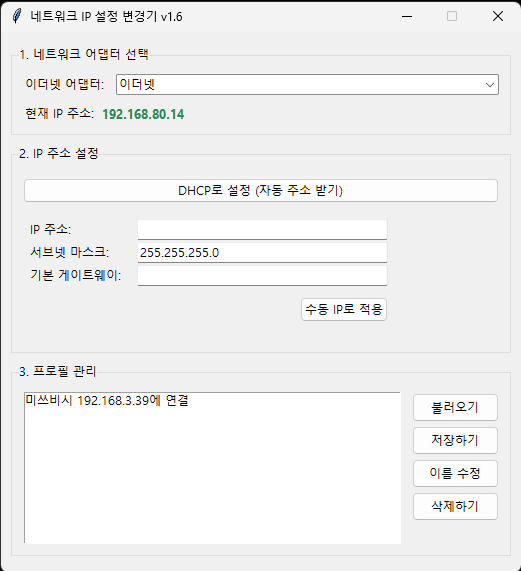 네트워크 IP 설정 변경기 v1.6
1. 네트워크 어댑터 선택
이더넷 어댑터: 이더넷
현재 IP 주소: 192.168.80.14
2. IP 주소 설정
DHCP로 설정 (자동 주소 받기)
IP 주소:
서브넷 마스크: 255.255.255.0
기본 게이트웨이:
수동 IP로 적용
3. 프로필 관리
미쓰비시 192.168.3.39에 연결
불러오기
저장하기
이름 수정
삭제하기